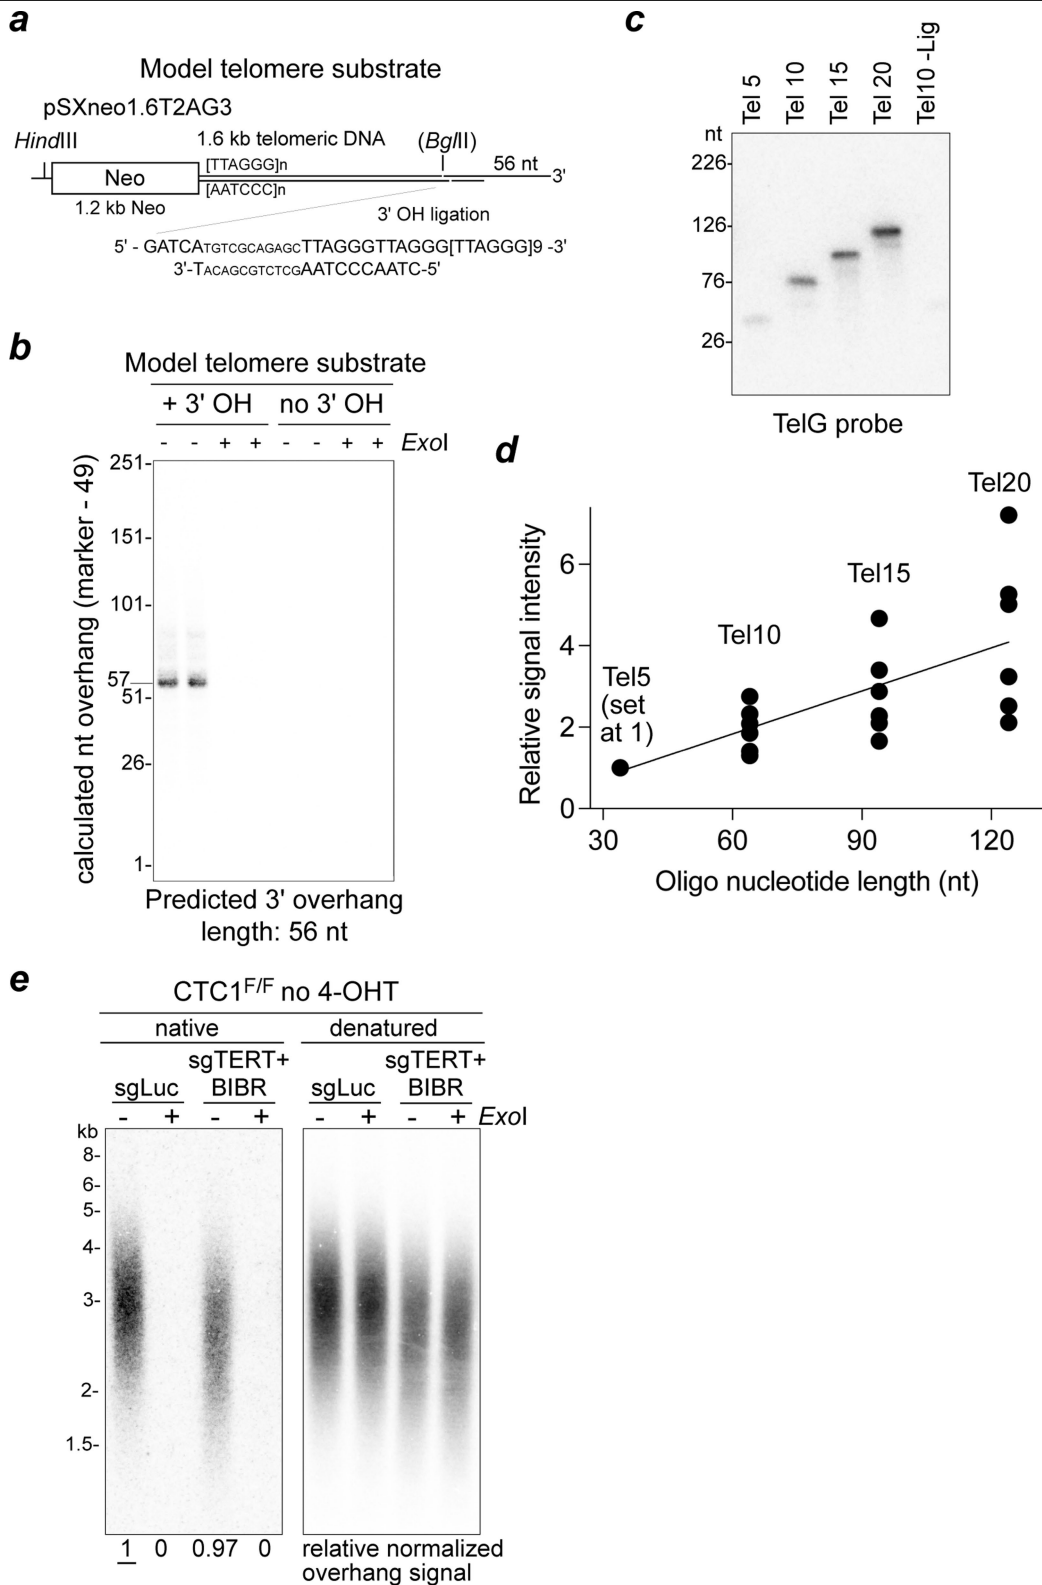 a
Model telomere substrate
pSXneo1.6T2AG3
HindIII
1.6 kb telomeric DNA
(BglII)
[TTAGGG]n
56 nt
Neo
3'
[AATCCC]n
1.2 kb Neo
3' OH ligation
5' - GATCATGTCGCAGAGCTTAGGGTTAGGG[TTAGGG]9 -3'
3'-TACAGCGTCTCGAATCCCAATC-5'
b
Model telomere substrate
+ 3' OH no 3' OH
- - + + - - + + ExoI
calculated nt overhang (marker - 49)
251-
151-
101-
57
51-
26-
1-
Predicted 3' overhang
length: 56 nt
c
Tel 5
Tel 10
Tel 15
Tel 20
Tel10 -Lig
nt
226-
126-
76-
26-
TelG probe
d
Relative signal intensity
Tel20
Tel15
Tel10
Tel5
(set
at 1)
6
4
2
0
30 60 90 120
Oligo nucleotide length (nt)
e
CTC1F/F no 4-OHT
native denatured
sgTERT+ sgTERT+
sgLuc BIBR sgLuc BIBR
- + - + - + - + ExoI
kb
8-
6-
5-
4-
3-
2-
1.5-
1 0 0.97 0 relative normalized
overhang signal